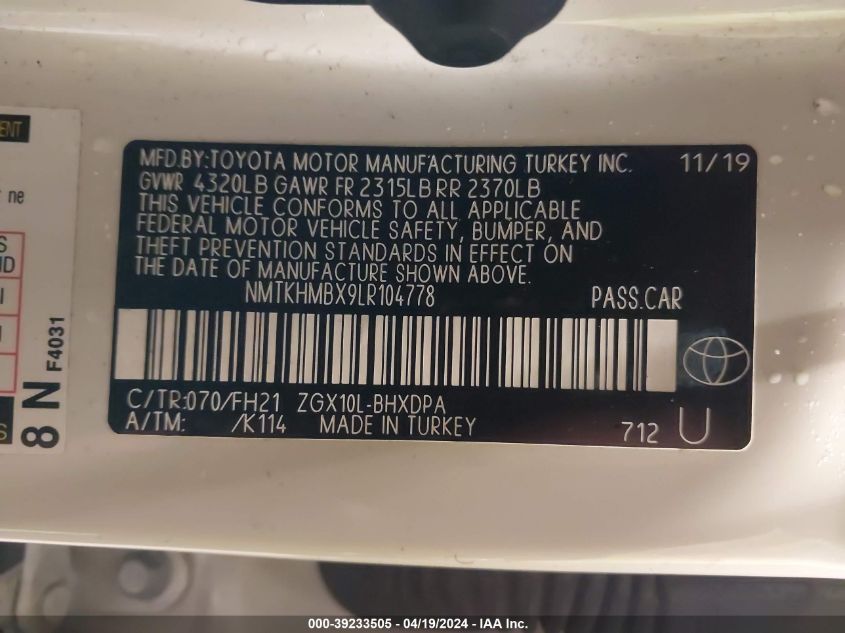 ENT
r ne
S
ND
I
U
S
8 N F4031
MFD.BY:TOYOTA MOTOR MANUFACTURING TURKEY INC. 11/19
GVWR 4320LB GAWR FR 2315LB RR 2370LB
THIS VEHICLE CONFORMS TO ALL APPLICABLE
FEDERAL MOTOR VEHICLE SAFETY, BUMPER, AND
THEFT PREVENTION STANDARDS IN EFFECT ON
THE DATE OF MANUFACTURE SHOWN ABOVE.
NMTKHMBX9LR104778 PASS.CAR
C/TR:070/FH21 ZGX10L-BHXDPA
A/TM: /K114 MADE IN TURKEY 712 U
000-39233505 - 04/19/2024 - IAA Inc.